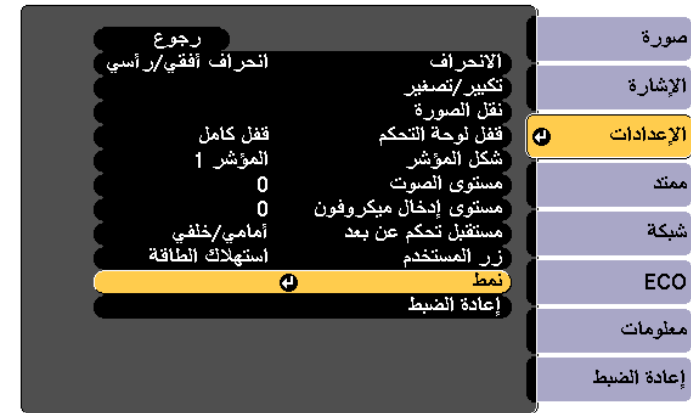 صورة
الإشارة
الإعدادات
ممتد
شبكة
ECO
معلومات
إعادة الضبط
رجوع
الانحراف انحراف أفقي/رأسي
تكبير/تصغير
نقل الصورة
قفل لوحة التحكم قفل كامل
شكل المؤشر المؤشر 1
مستوى الصوت 0
مستوى إدخال ميكروفون 0
مستقبل تحكم عن بعد أمامي/خلفي
زر المستخدم استهلاك الطاقة
نمط
إعادة الضبط